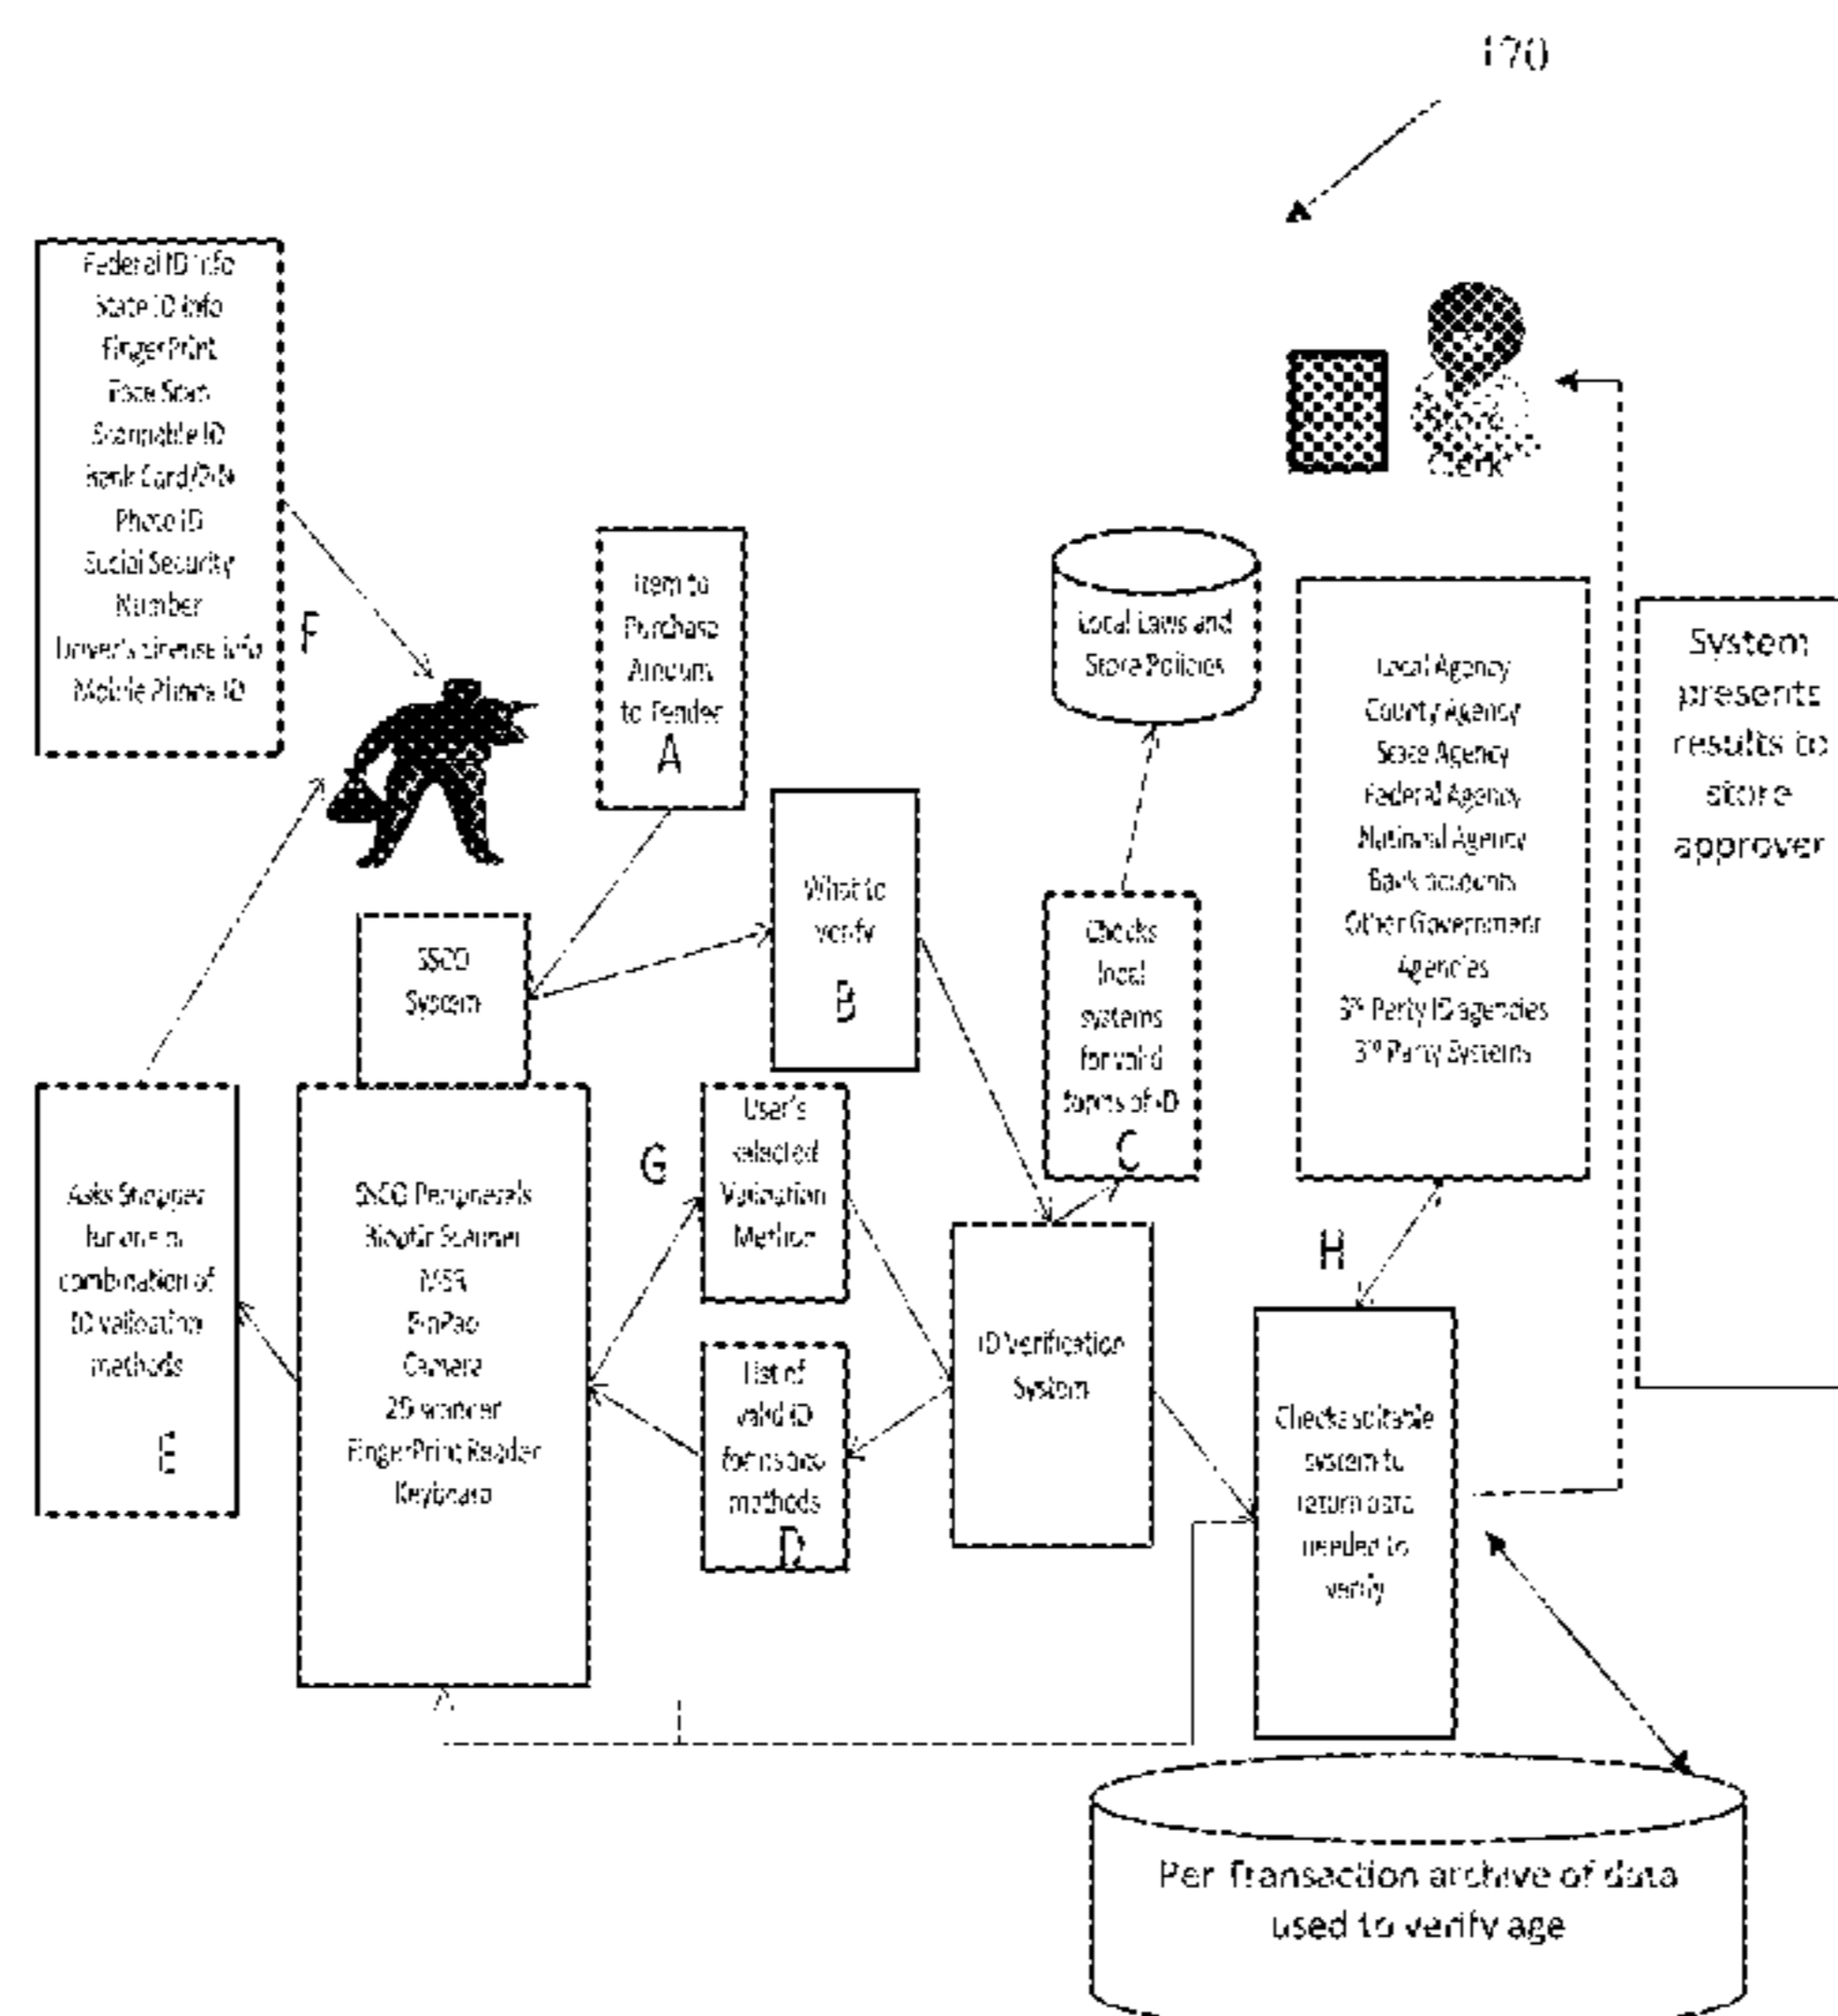 170
Federal ID Info
State ID Info
FingerPrint
Face Scan
Scannable ID
Bank Card/PIN
Photo ID
Social Security
Number
Driver's License Info
Mobile Phone ID
F
Item to
Purchase
Amount
to Tender
A
Clerk
Local Laws and
Store Policies
Local Agency
County Agency
State Agency
Federal Agency
National Agency
Bank accounts
Other Government
Agencies
3rd Party ID agencies
3rd Party Systems
System
presents
results to
store
approver
What to
verify
B
Checks
local
systems
for valid
forms of ID
C
SSCO
System
Asks Shopper
for one or
combination of
ID validation
methods
E
SSCO Peripherals
Bioptic Scanner
MSR
PinPad
Camera
2D scanner
FingerPrint Reader
Keyboard
G
User's
selected
Validation
Method
List of
valid ID
forms and
methods
D
ID Verification
System
H
Checks suitable
system to
return data
needed to
verify
Per Transaction archive of data
used to verify age